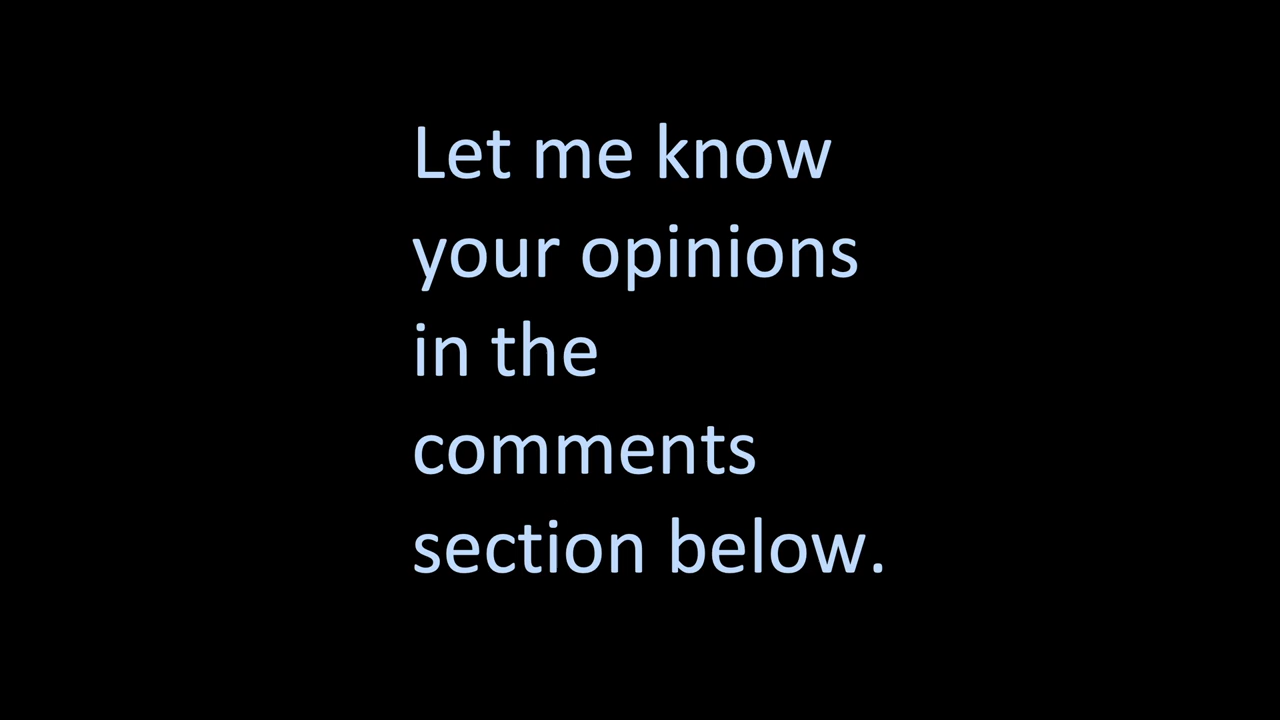 Let me know
your opinions
in the
comments
section below.